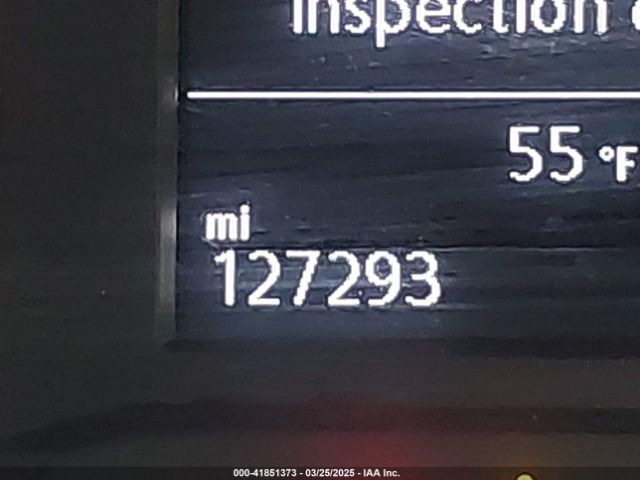 Inspection
55 °F
mi
127293
000-41851373 - 03/25/2025 - IAA Inc.